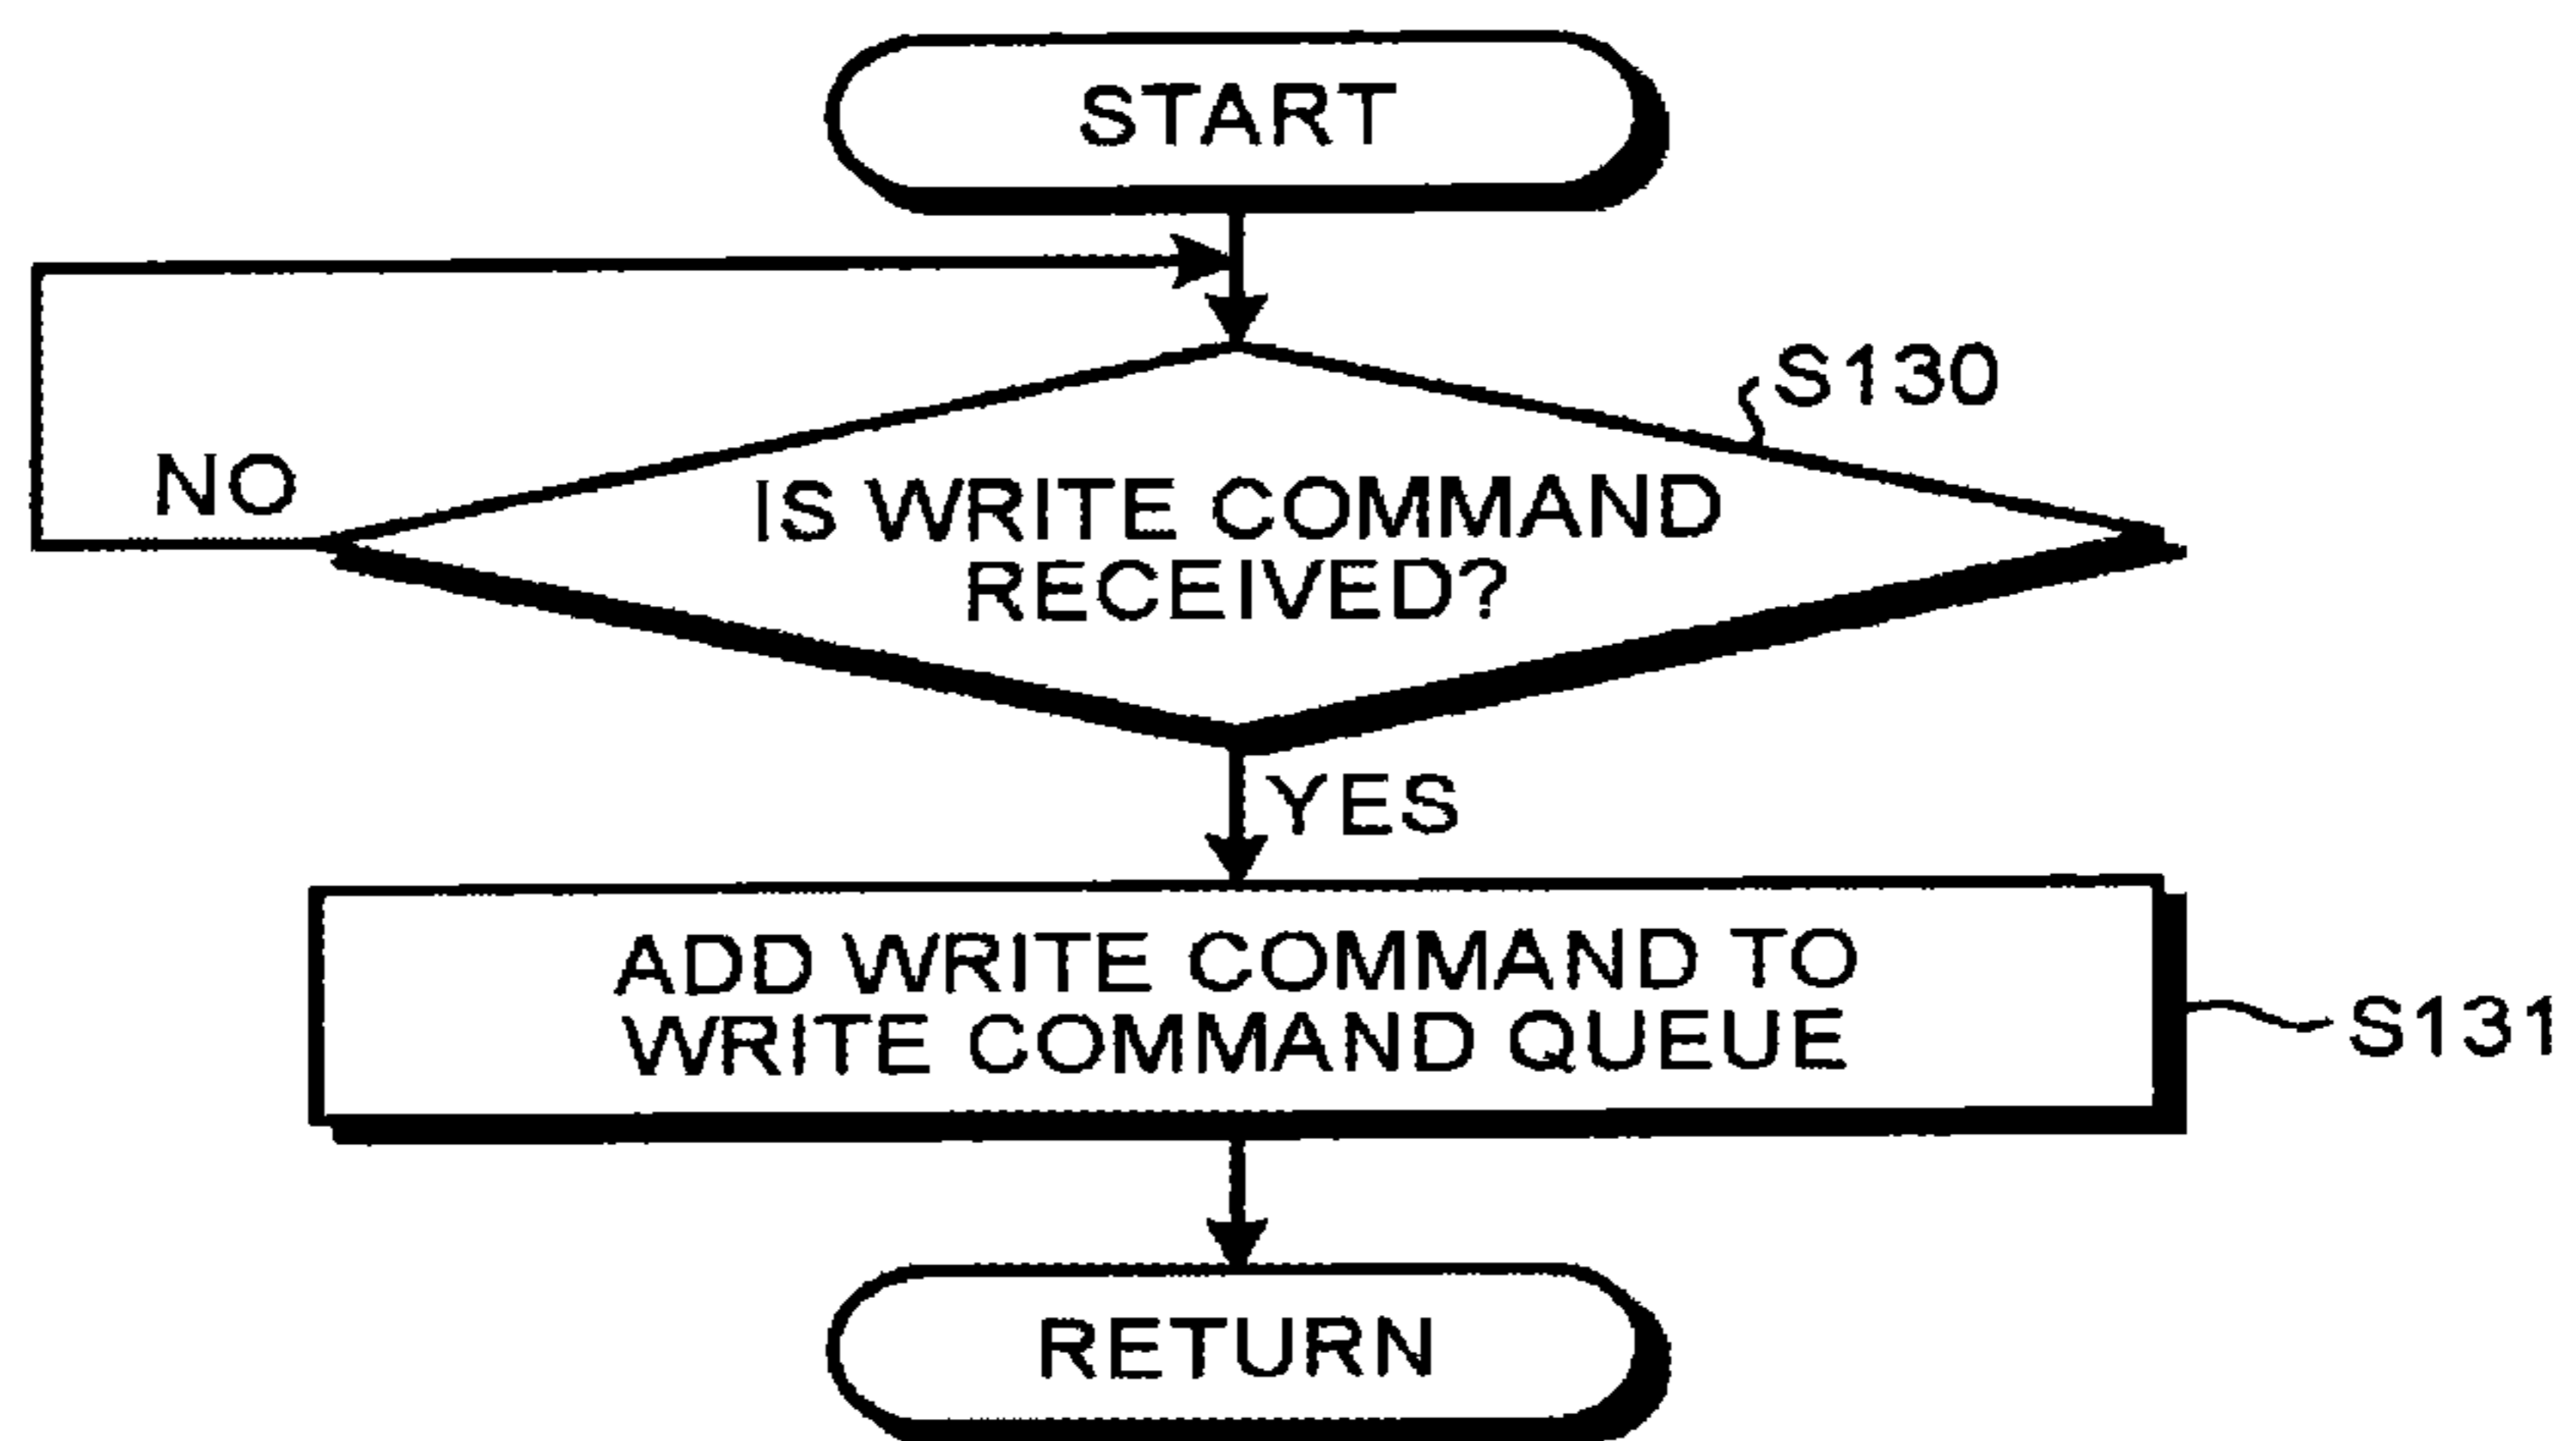 START
S130
NO
IS WRITE COMMAND
RECEIVED?
YES
ADD WRITE COMMAND TO
WRITE COMMAND QUEUE
S131
RETURN